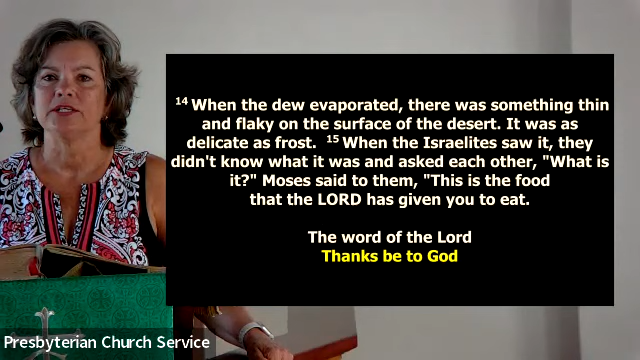 14 When the dew evaporated, there was something thin
and flaky on the surface of the desert. It was as
delicate as frost. 15 When the Israelites saw it, they
didn't know what it was and asked each other, "What is
it?" Moses said to them, "This is the food
that the LORD has given you to eat.
The word of the Lord
Thanks be to God
Presbyterian Church Service